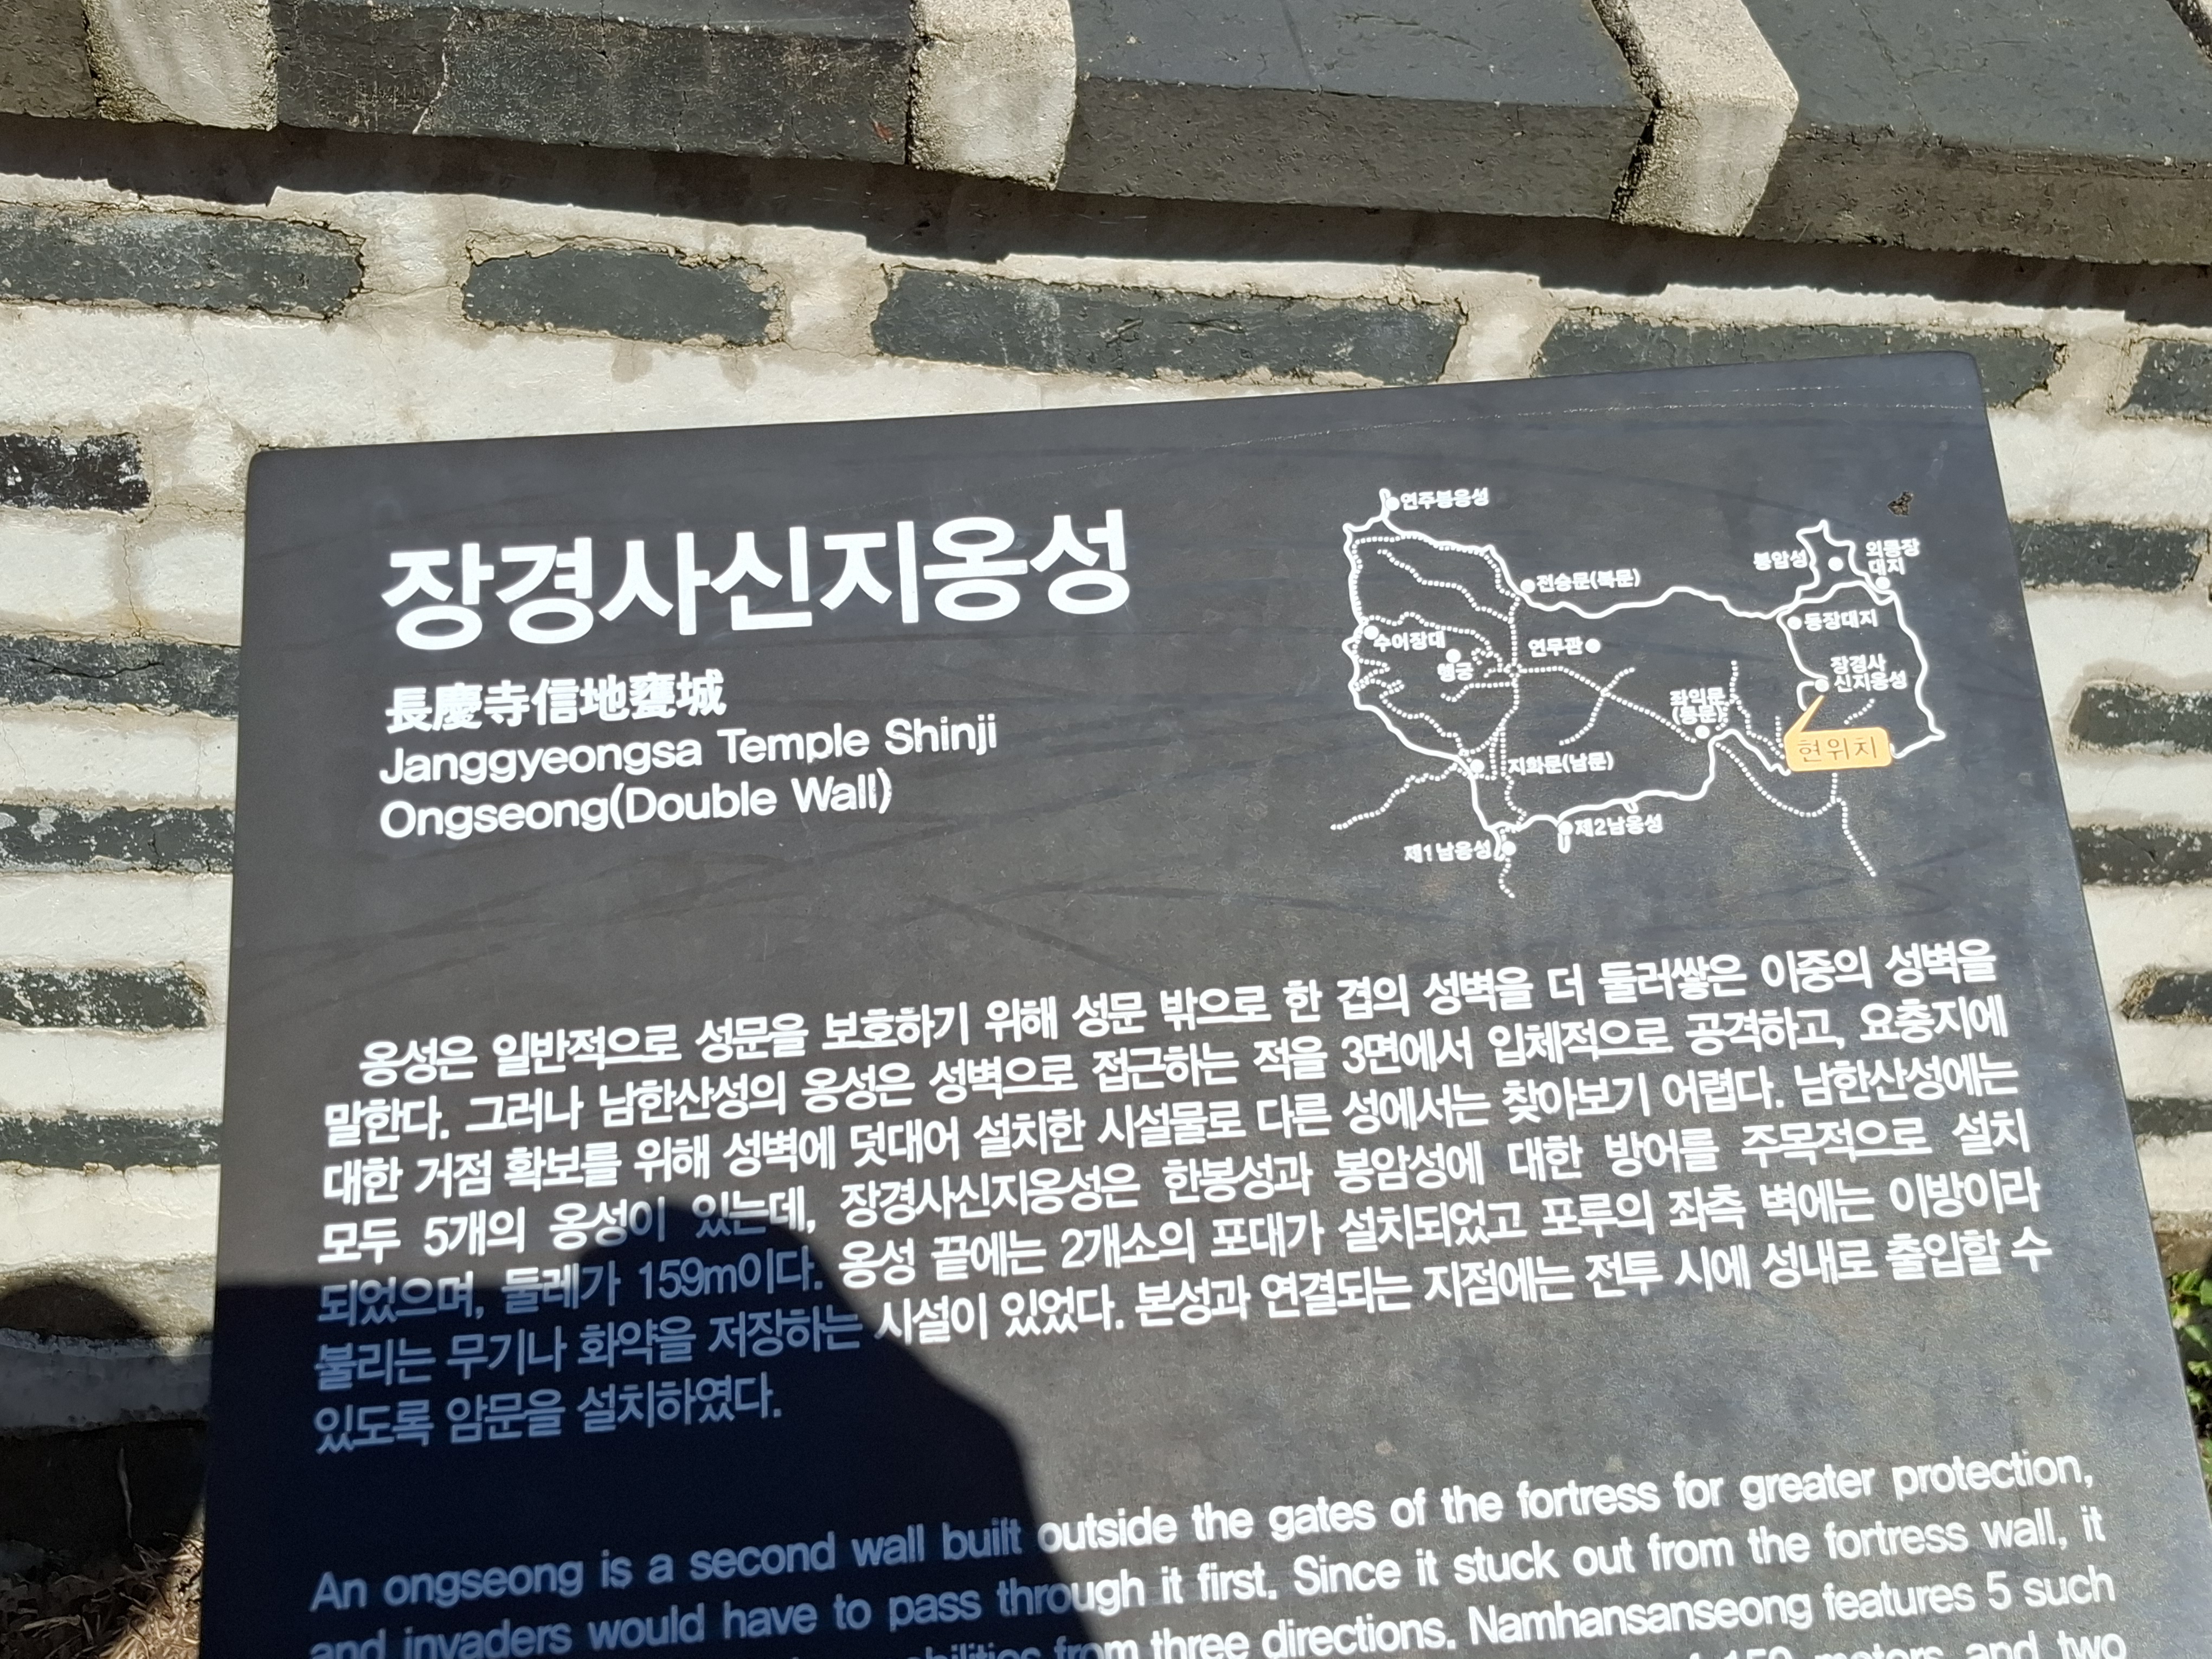 장경사신지옹성
長慶寺信地甕城
Janggyeongsa Temple Shinji
Ongseong(Double Wall)
연주봉옹성
전승문(북문)
봉암성
외동장
대지
동장대지
수어장대
행궁
연무관
장경사
신지옹성
좌익문
(동문)
현위치
지화문(남문)
제2남옹성
제1남옹성
옹성은 일반적으로 성문을 보호하기 위해 성문 밖으로 한 겹의 성벽을 더 둘러쌓은 이중의 성벽을
말한다. 그러나 남한산성의 옹성은 성벽으로 접근하는 적을 3면에서 입체적으로 공격하고, 요충지에
대한 거점 확보를 위해 성벽에 덧대어 설치한 시설물로 다른 성에서는 찾아보기 어렵다. 남한산성에는
모두 5개의 옹성이 있는데, 장경사신지옹성은 한봉성과 봉암성에 대한 방어를 주목적으로 설치
되었으며, 둘레가 159m이다. 옹성 끝에는 2개소의 포대가 설치되었고 포루의 좌측 벽에는 이방이라
불리는 무기나 화약을 저장하는 시설이 있었다. 본성과 연결되는 지점에는 전투 시에 성내로 출입할 수
있도록 암문을 설치하였다.
An ongseong is a second wall built outside the gates of the fortress for greater protection,
and invaders would have to pass through it first. Since it stuck out from the fortress wall, it
from three directions. Namhansanseong features 5 such
159 meters and two